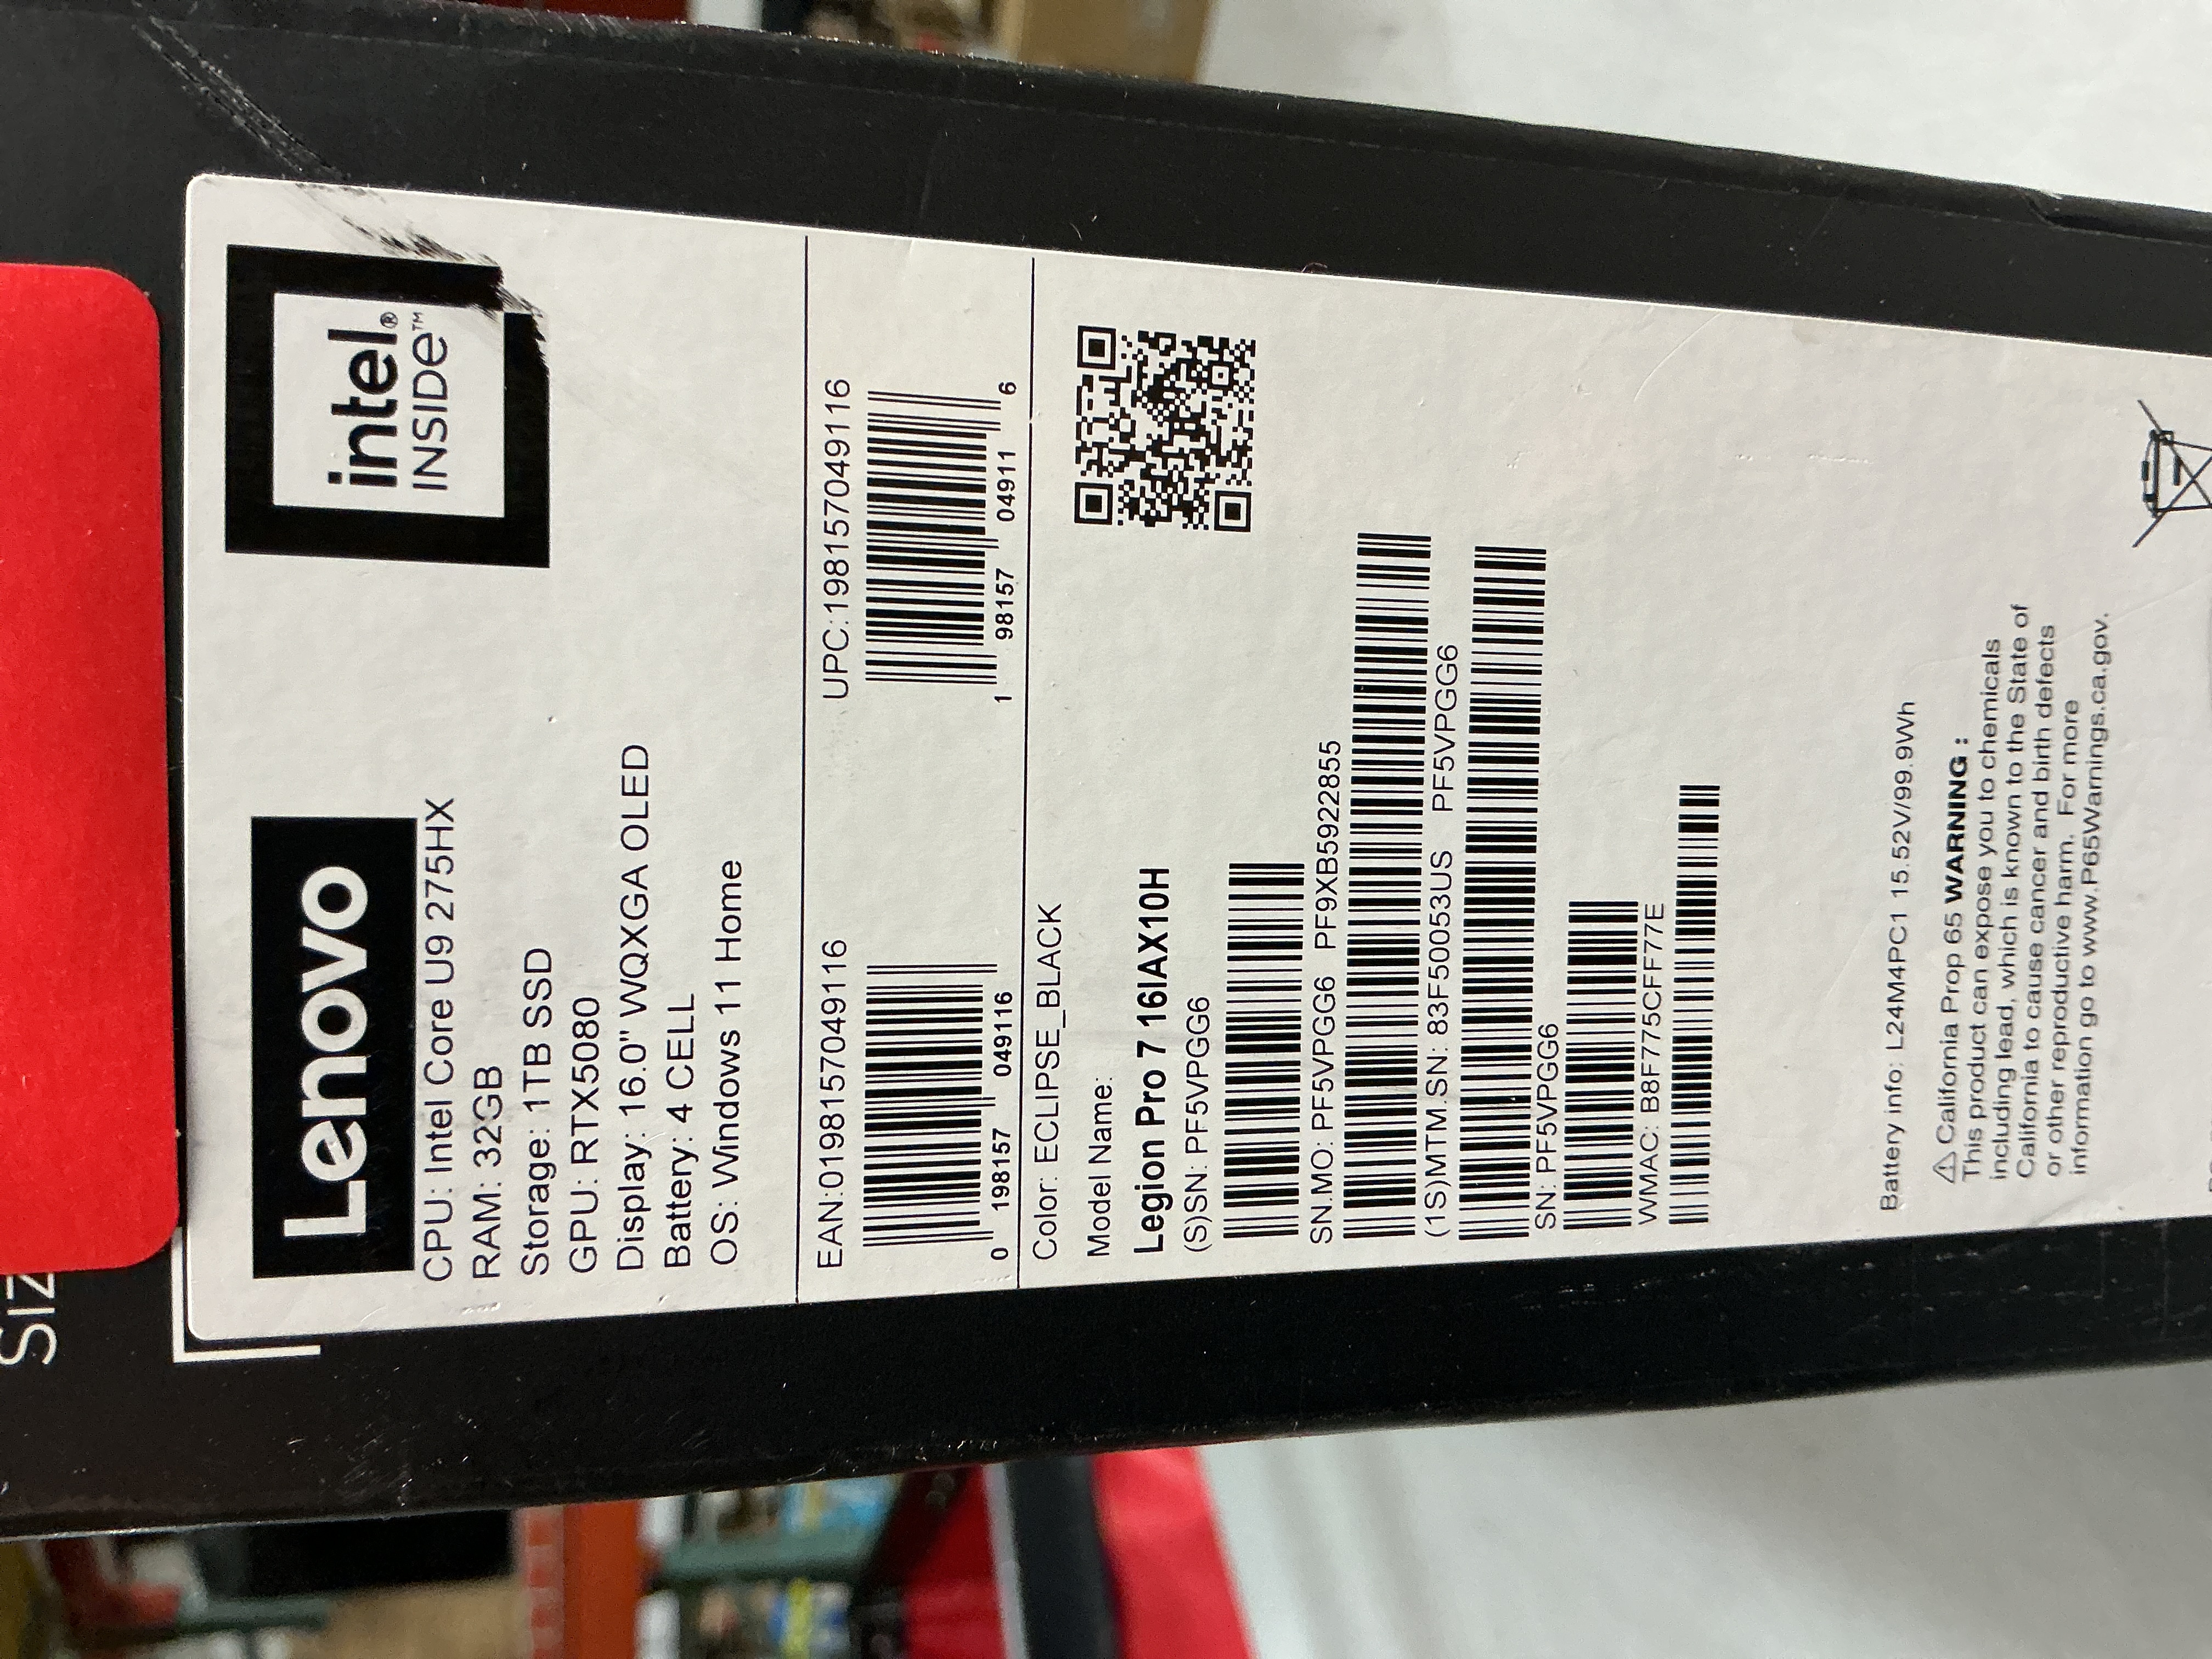 Siz
Lenovo
intel®
INSIDE™
CPU: Intel Core U9 275HX
RAM: 32GB
Storage: 1TB SSD
GPU: RTX5080
Display: 16.0" WQXGA OLED
Battery: 4 CELL
OS: Windows 11 Home
EAN:0198157049116
0 198157 049116
UPC:198157049116
1 98157 04911 6
Color: ECLIPSE_BLACK
Model Name:
Legion Pro 7 16IAX10H
(S)SN: PF5VPGG6
SN.MO: PF5VPGG6 PF9XB5922855
(1S)MTM.SN: 83F50053US PF5VPGG6
SN: PF5VPGG6
WMAC: B8F775CFF77E
Battery info: L24M4PC1 15.52V/99.9Wh
⚠ California Prop 65 WARNING :
This product can expose you to chemicals
including lead, which is known to the State of
California to cause cancer and birth defects
or other reproductive harm. For more
information go to www.P65Warnings.ca.gov.